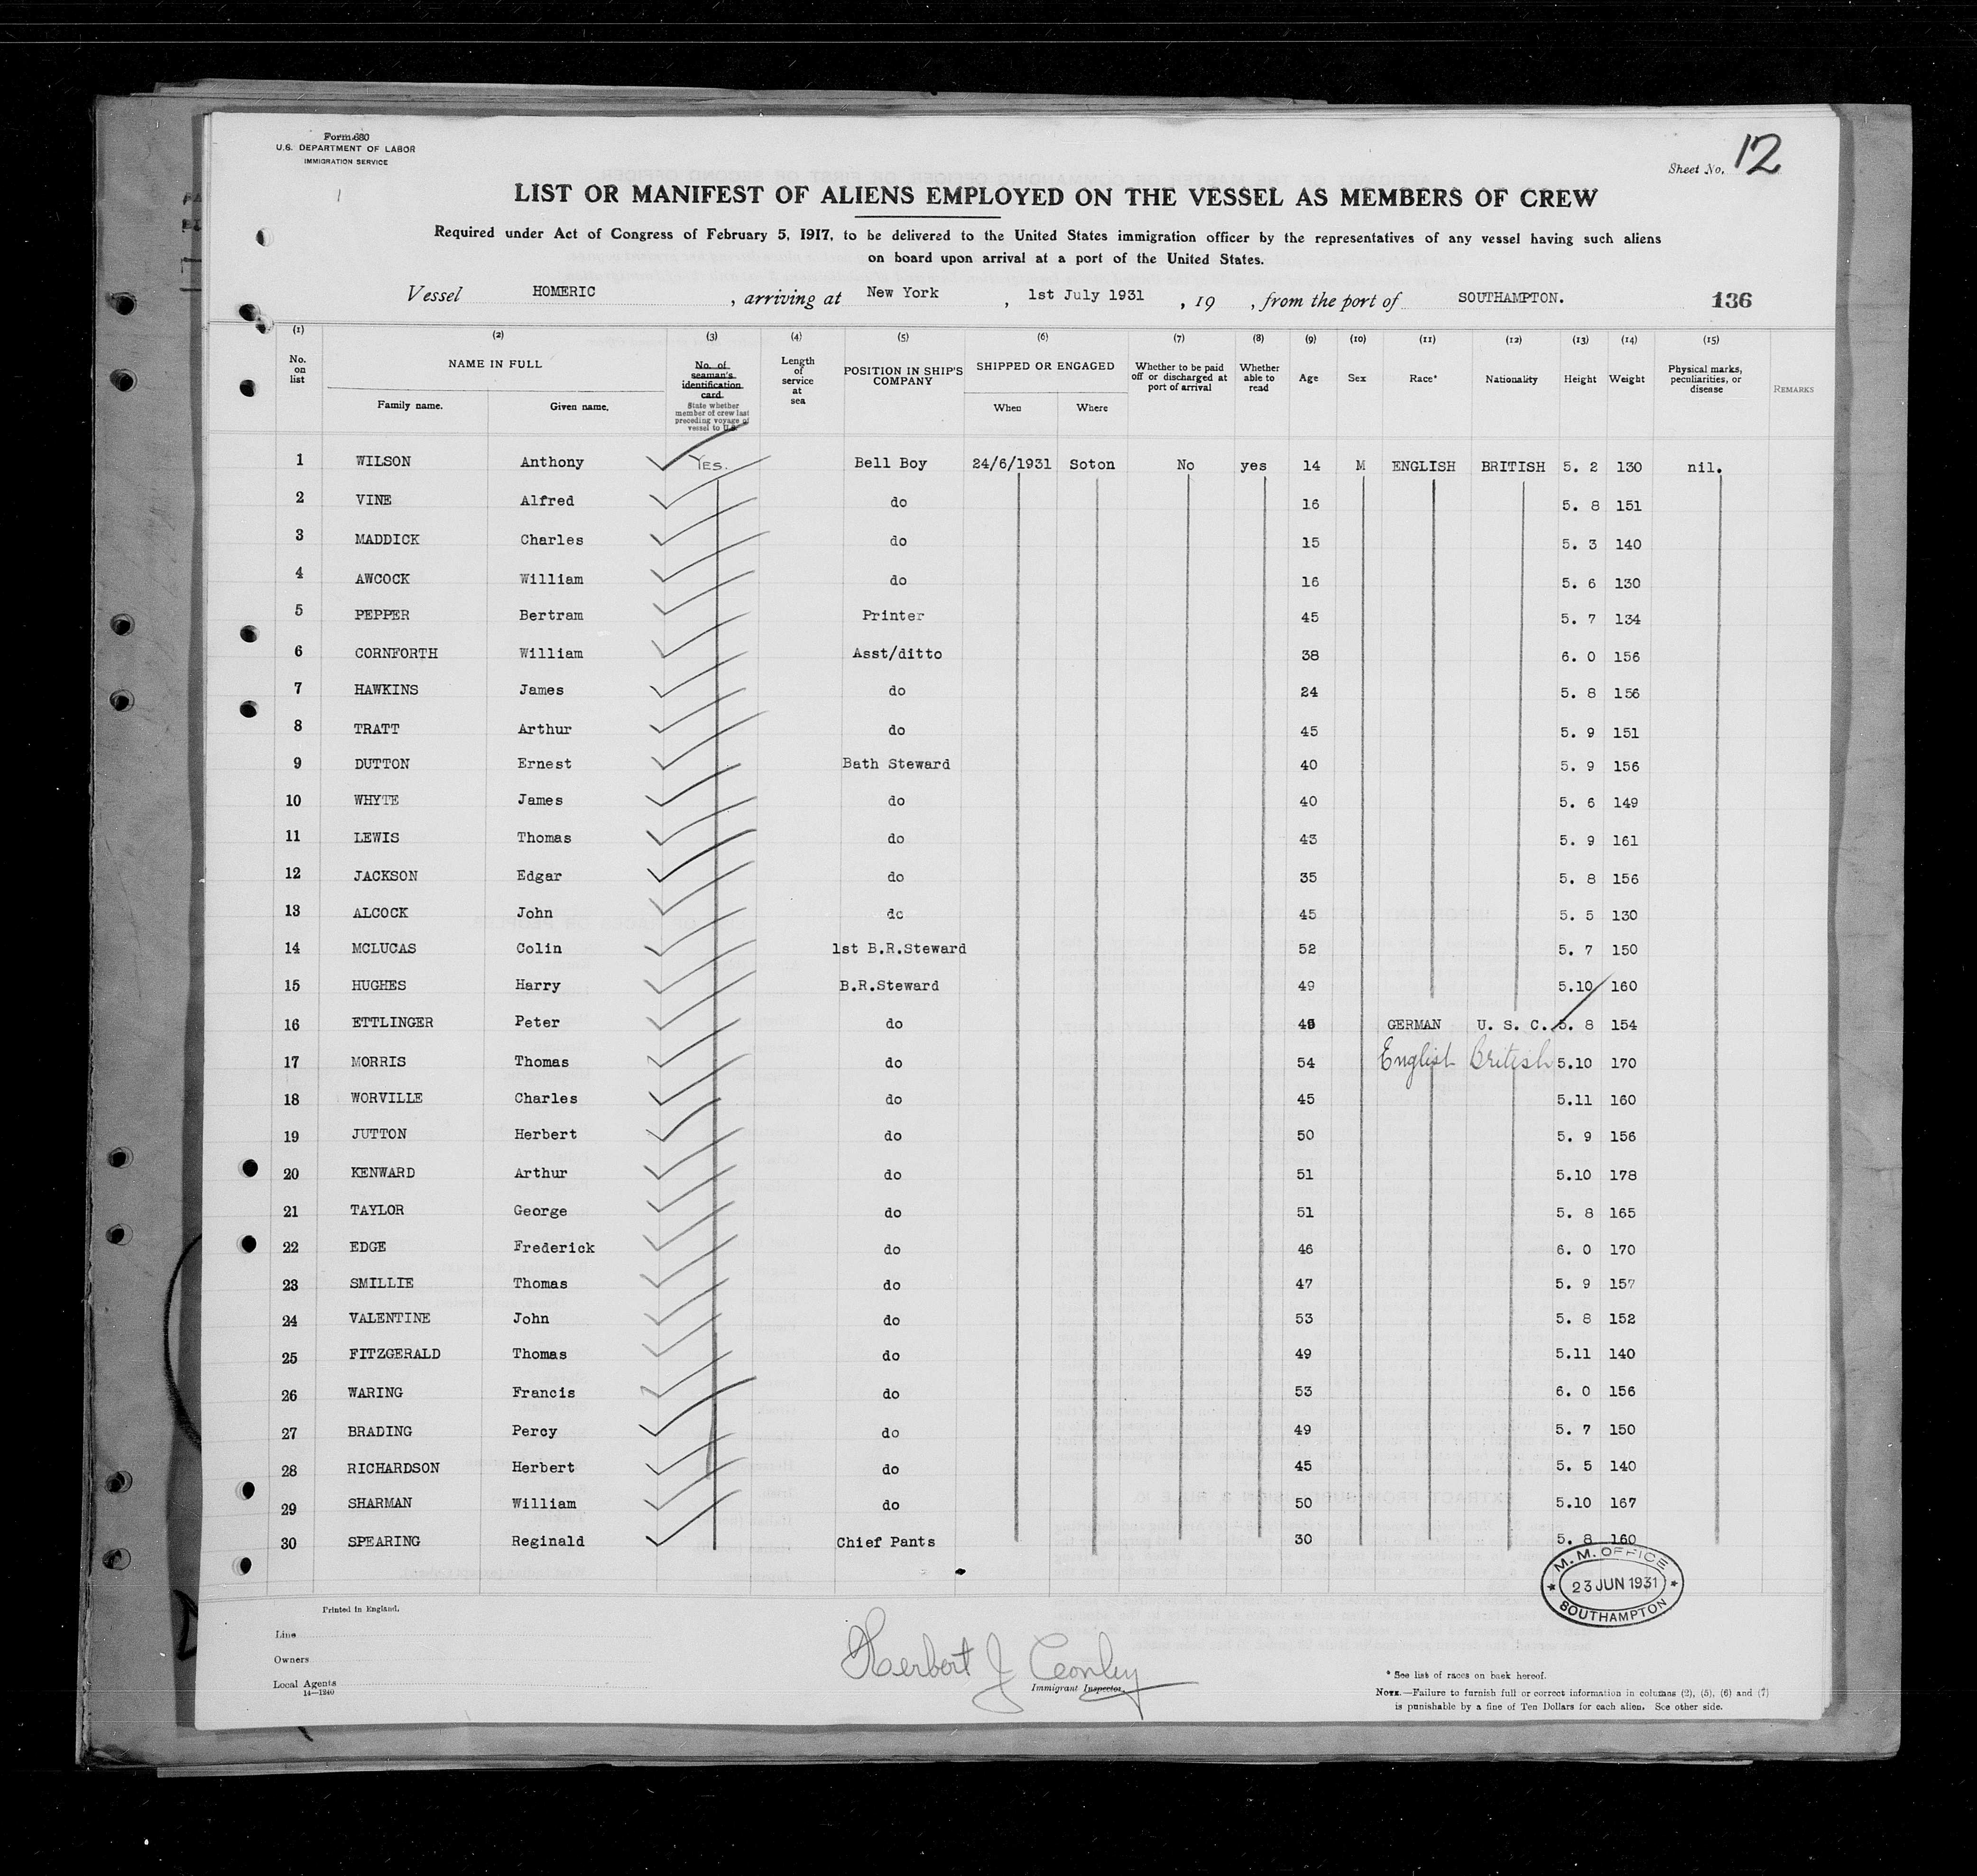 Form 680
U.S. DEPARTMENT OF LABOR
IMMIGRATION SERVICE
Sheet No. 12
LIST OR MANIFEST OF ALIENS EMPLOYED ON THE VESSEL AS MEMBERS OF CREW
Required under Act of Congress of February 5, 1917, to be delivered to the United States immigration officer by the representatives of any vessel having such aliens
on board upon arrival at a port of the United States.
Vessel HOMERIC, arriving at New York, 1st July 1931, 19 , from the port of SOUTHAMPTON. 136
(1) (2) (3) (4) (5) (6) (7) (8) (9) (10) (11) (12) (13) (14) (15)
No. on list NAME IN FULL Family name. Given name. No. of seaman's identification card. State whether member of crew last preceding voyage of vessel to U.S. Length of service at sea POSITION IN SHIP'S COMPANY SHIPPED OR ENGAGED When Where Whether to be paid off or discharged at port of arrival Whether able to read Age Sex Race* Nationality Height Weight Physical marks, peculiarities, or disease REMARKS
1 WILSON Anthony YES. Bell Boy 24/6/1931 Soton No yes 14 M ENGLISH BRITISH 5. 2 130 nil.
2 VINE Alfred do 16 5. 8 151
3 MADDICK Charles do 15 5. 3 140
4 AWCOCK William do 16 5. 6 130
5 PEPPER Bertram Printer 45 5. 7 134
6 CORNFORTH William Asst/ditto 38 6. 0 156
7 HAWKINS James do 24 5. 8 156
8 TRATT Arthur do 45 5. 9 151
9 DUTTON Ernest Bath Steward 40 5. 9 156
10 WHYTE James do 40 5. 6 149
11 LEWIS Thomas do 43 5. 9 161
12 JACKSON Edgar do 35 5. 8 156
13 ALCOCK John do 45 5. 5 130
14 MCLUCAS Colin 1st B.R.Steward 52 5. 7 150
15 HUGHES Harry B.R.Steward 49 5.10 160
16 ETTLINGER Peter do GERMAN U. S. C. 5. 8 154
17 MORRIS Thomas do 54 English British 5.10 170
18 WORVILLE Charles do 45 5.11 160
19 JUTTON Herbert do 50 5. 9 156
20 KENWARD Arthur do 51 5.10 178
21 TAYLOR George do 51 5. 8 165
22 EDGE Frederick do 46 6. 0 170
23 SMILLIE Thomas do 47 5. 9 157
24 VALENTINE John do 53 5. 8 152
25 FITZGERALD Thomas do 49 5.11 140
26 WARING Francis do 53 6. 0 156
27 BRADING Percy do 49 5. 7 150
28 RICHARDSON Herbert do 45 5. 5 140
29 SHARMAN William do 50 5.10 167
30 SPEARING Reginald Chief Pants 30 5. 8 160
M. M. OFFICE
23 JUN 1931
SOUTHAMPTON
Printed in England.
Line
Owners
Local Agents
14—1240
Herbert J Conley
Immigrant Inspector.
* See list of races on back hereof.
NOTE.—Failure to furnish full or correct information in columns (2), (5), (6) and (7)
is punishable by a fine of Ten Dollars for each alien. See other side.